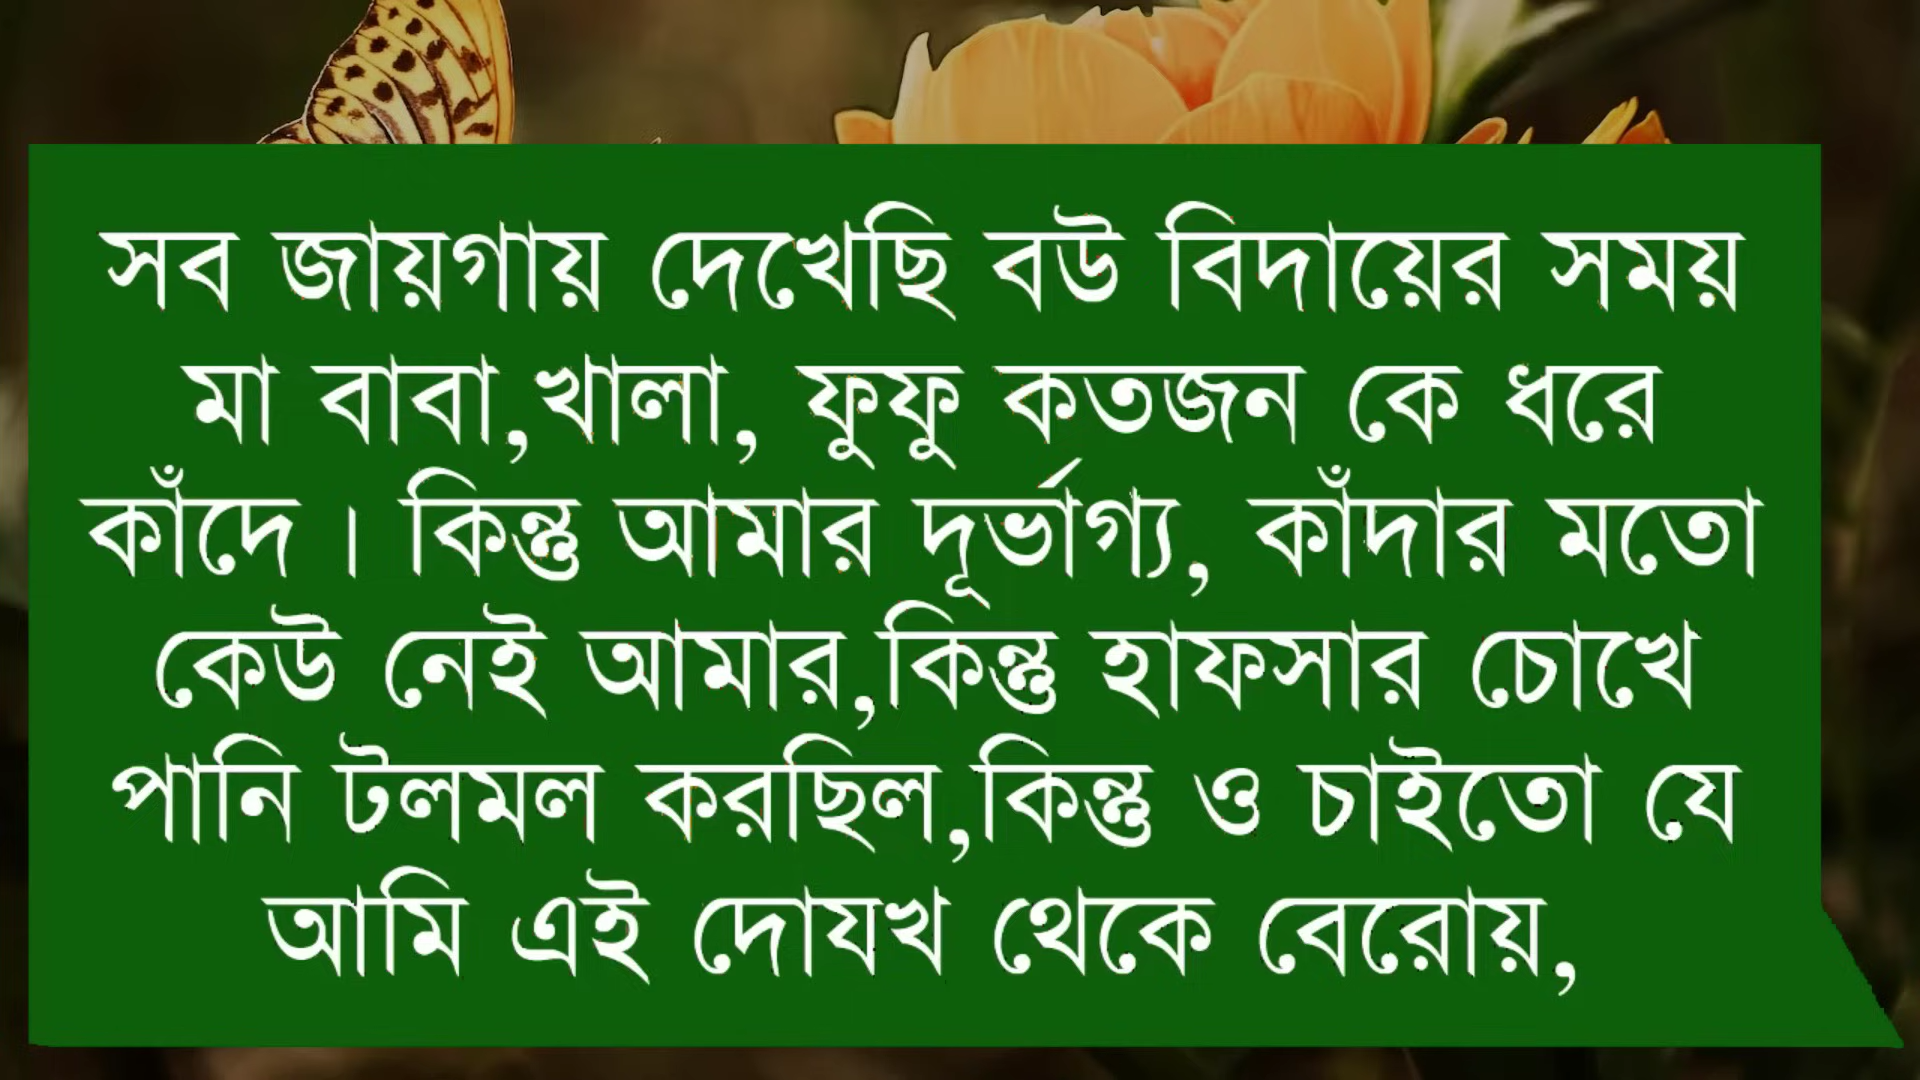 সব জায়গায় দেখেছি বউ বিদায়ের সময়
মা বাবা,খালা, ফুফু কতজন কে ধরে
কাঁদে । কিন্তু আমার দূর্ভাগ্য, কাঁদার মতো
কেউ নেই আমার,কিন্তু হাফসার চোখে
পানি টলমল করছিল,কিন্তু ও চাইতো যে
আমি এই দোযখ থেকে বেরোয়,